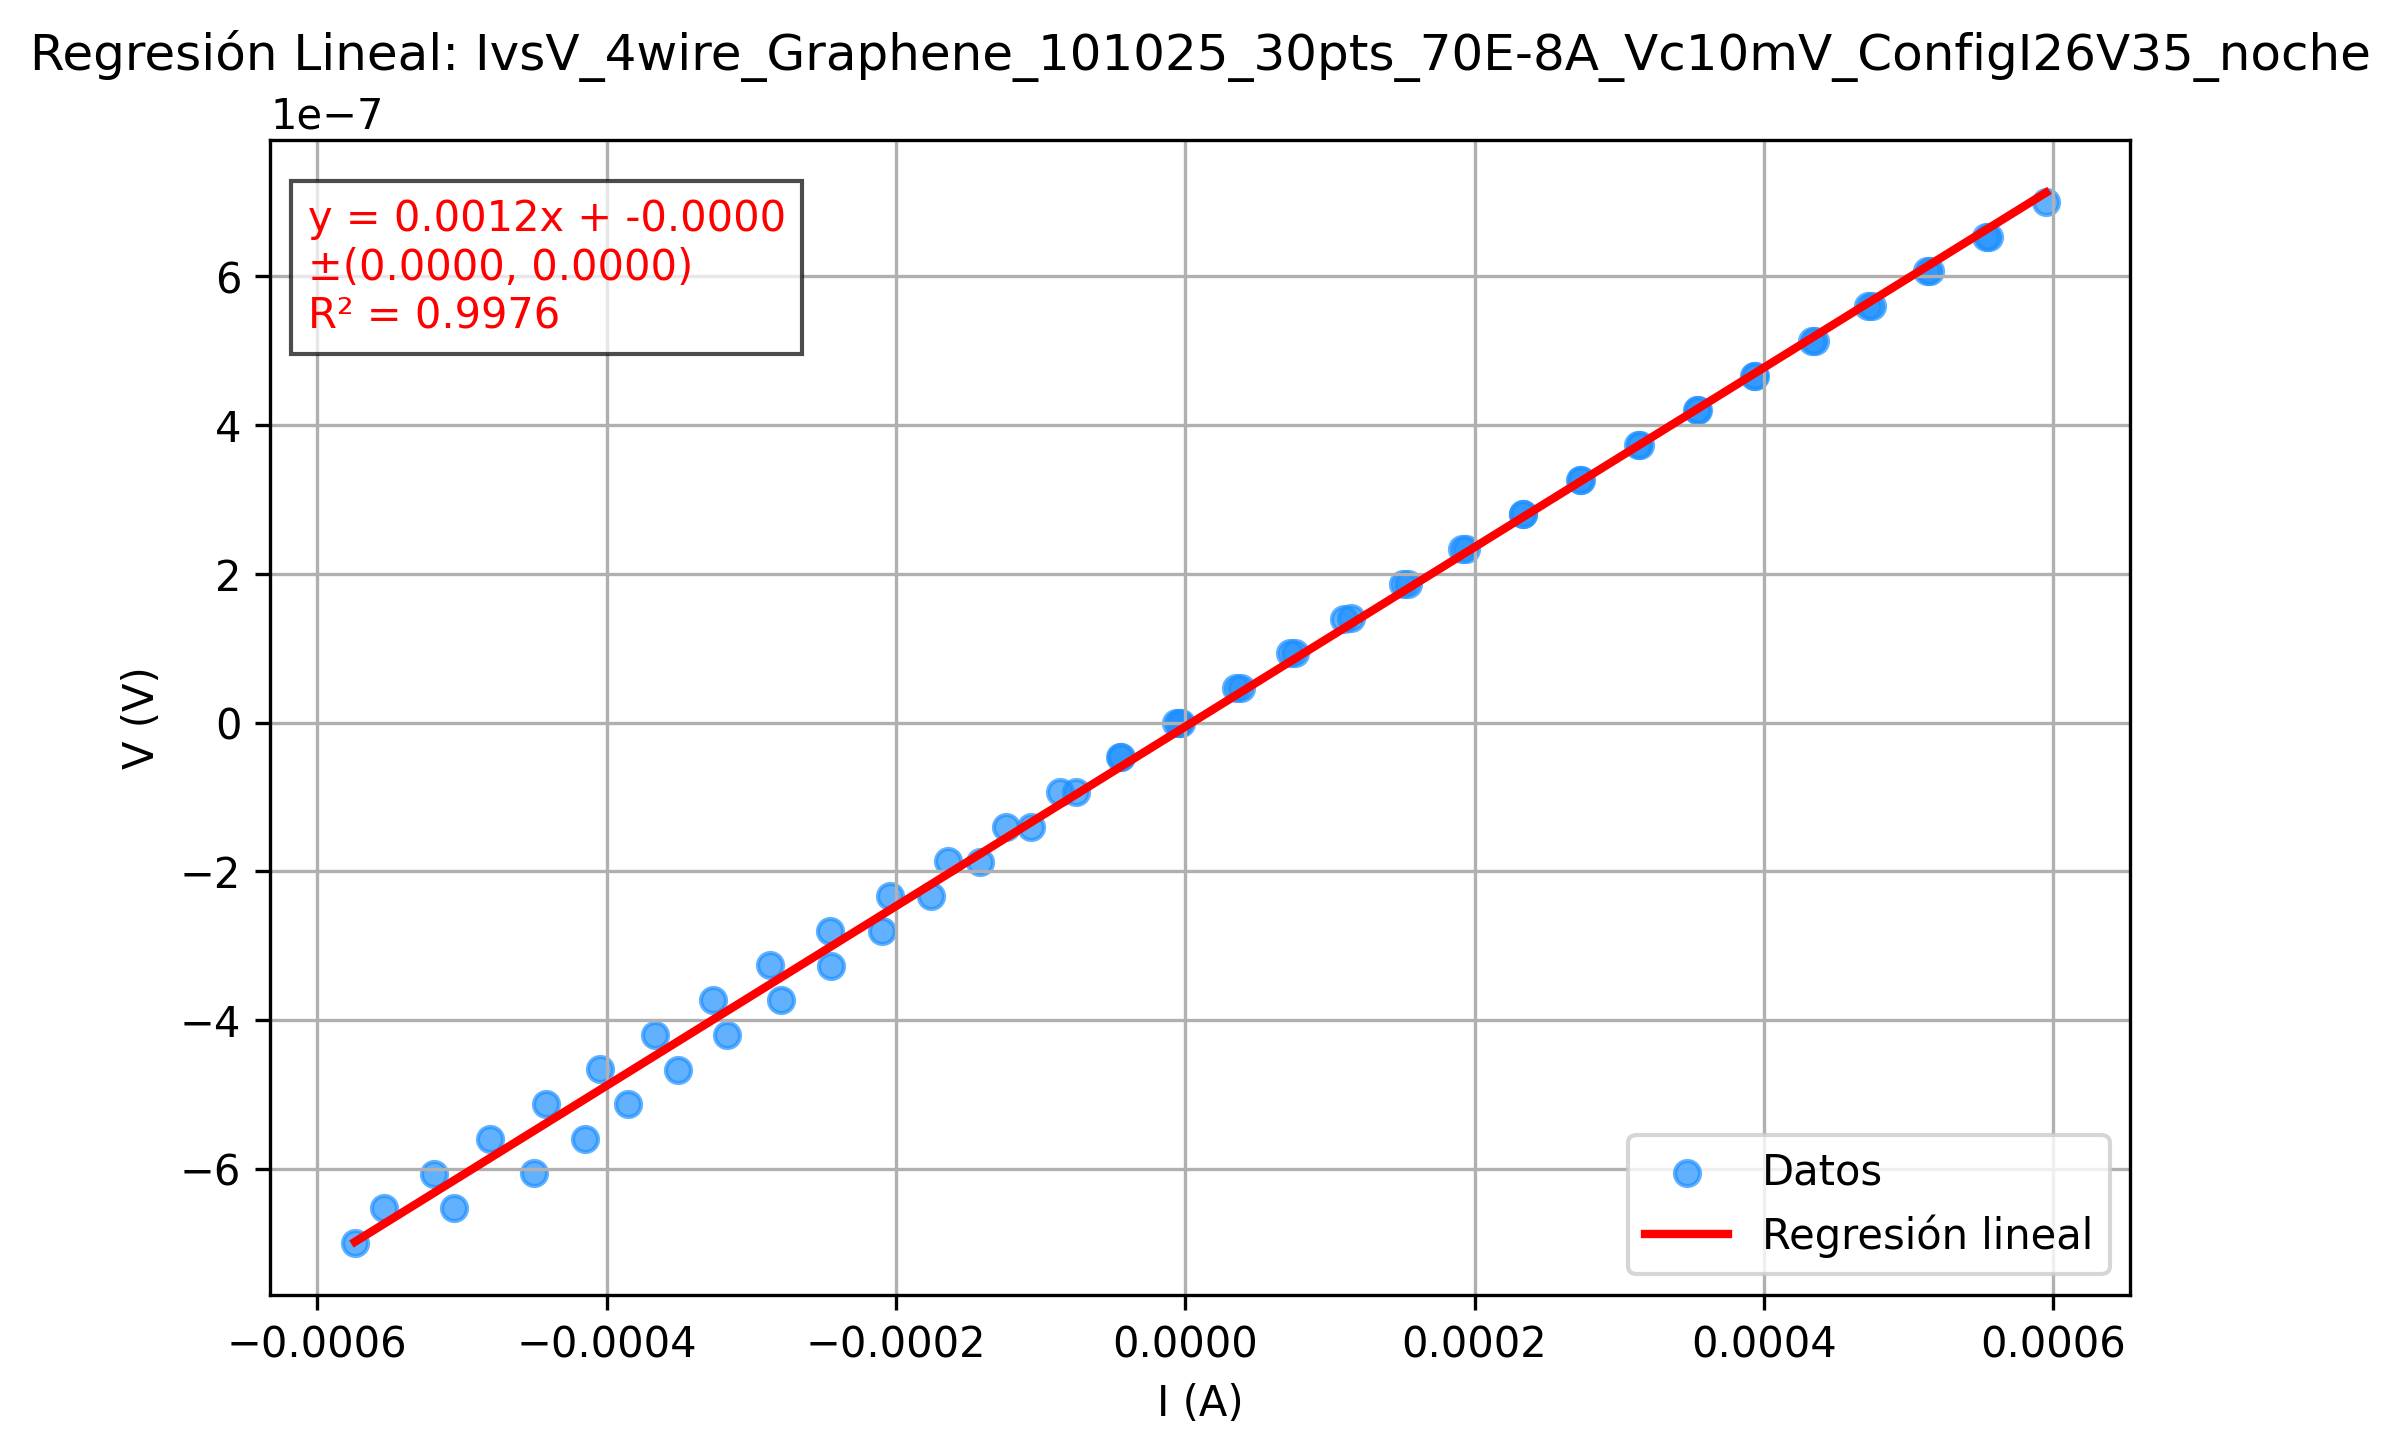 Regresión Lineal: IvsV_4wire_Graphene_101025_30pts_70E-8A_Vc10mV_ConfigI26V35_noche
1e−7
y = 0.0012x + -0.0000
±(0.0000, 0.0000)
R² = 0.9976
6
4
2
0
−2
−4
−6
V (V)
Datos
Regresión lineal
−0.0006 −0.0004 −0.0002 0.0000 0.0002 0.0004 0.0006
I (A)